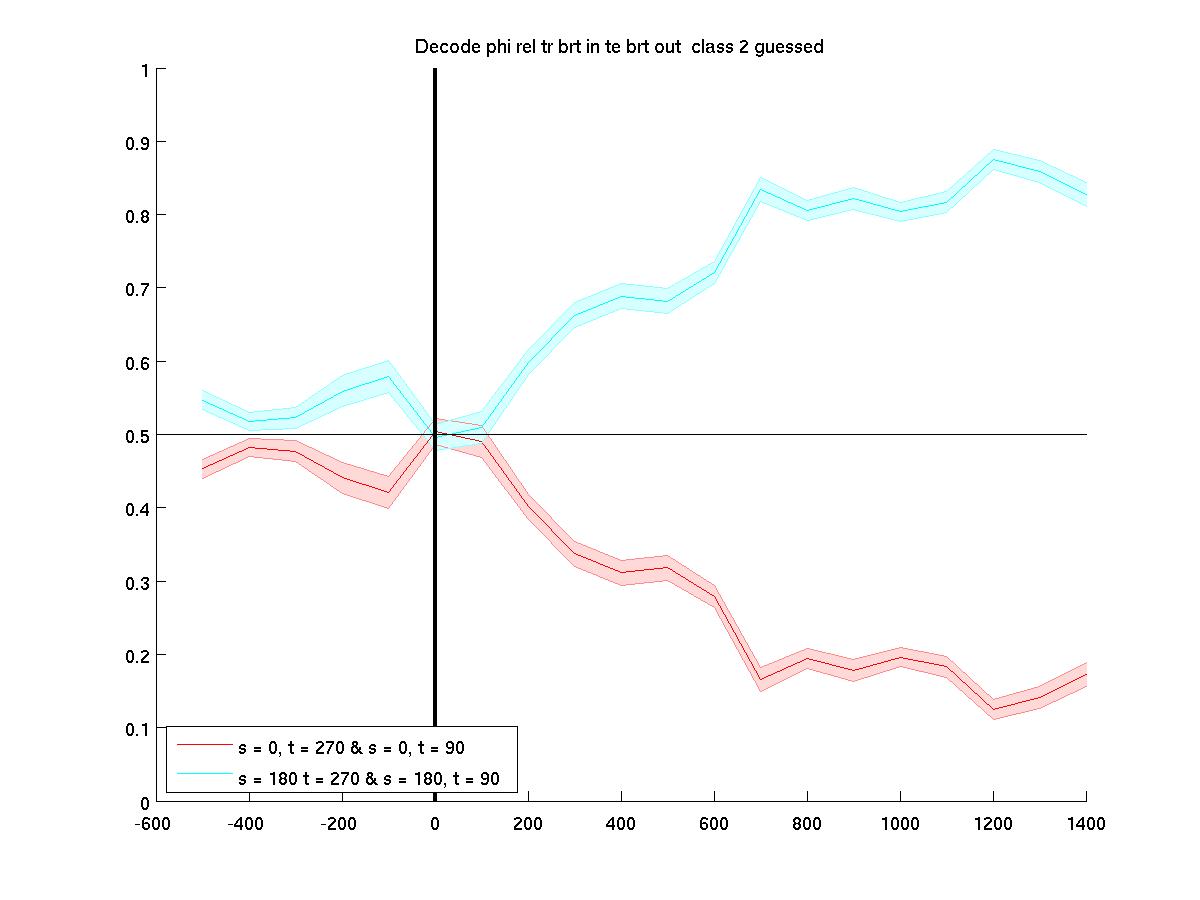 Decode phi rel tr brt in te brt out  class 2 guessed
1
0.9
0.8
0.7
0.6
0.5
0.4
0.3
0.2
0.1
0
s = 0, t = 270 & s = 0, t = 90
s = 180 t = 270 & s = 180, t = 90
-600 -400 -200 0 200 400 600 800 1000 1200 1400